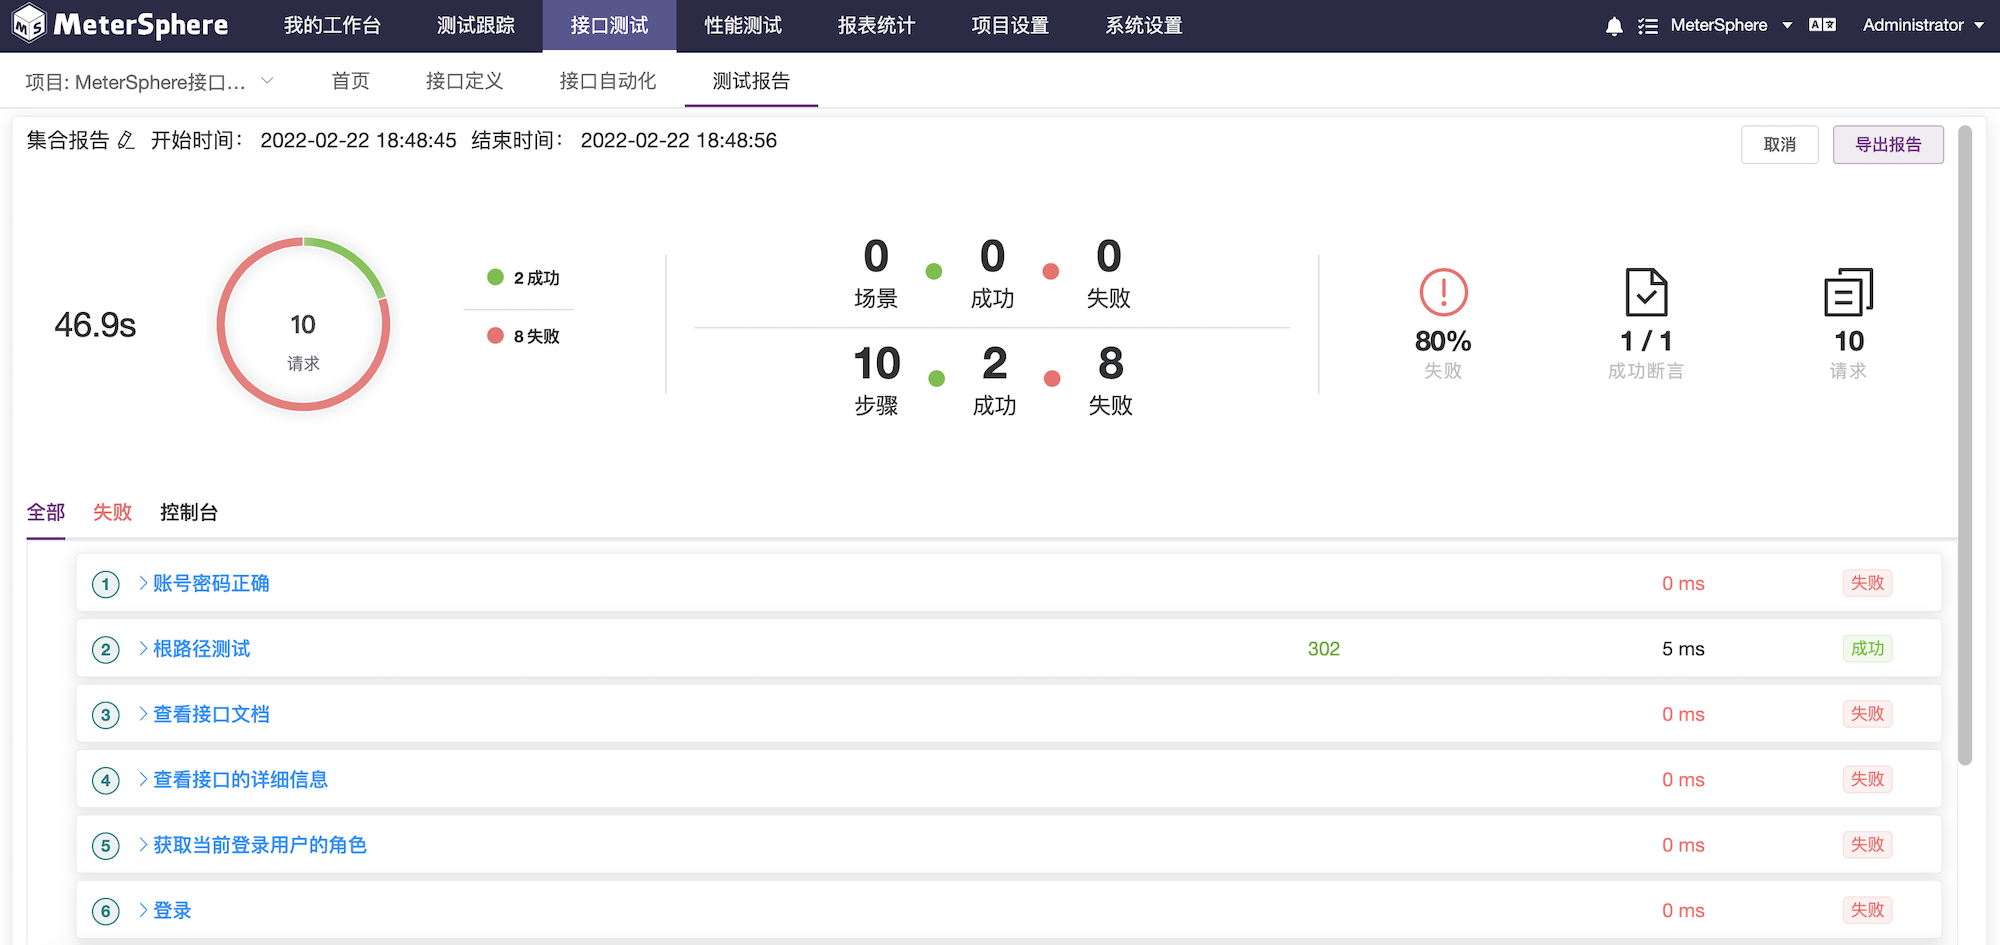 MeterSphere 我的工作台 测试跟踪 接口测试 性能测试 报表统计 项目设置 系统设置 MeterSphere Administrator
项目: MeterSphere接口... 首页 接口定义 接口自动化 测试报告
集合报告 开始时间： 2022-02-22 18:48:45 结束时间： 2022-02-22 18:48:56
取消 导出报告
46.9s
10
请求
2 成功
8 失败
0 0 0
场景 成功 失败
10 2 8
步骤 成功 失败
80% 1 / 1 10
失败 成功断言 请求
全部 失败 控制台
1 账号密码正确 0 ms 失败
2 根路径测试 302 5 ms 成功
3 查看接口文档 0 ms 失败
4 查看接口的详细信息 0 ms 失败
5 获取当前登录用户的角色 0 ms 失败
6 登录 0 ms 失败